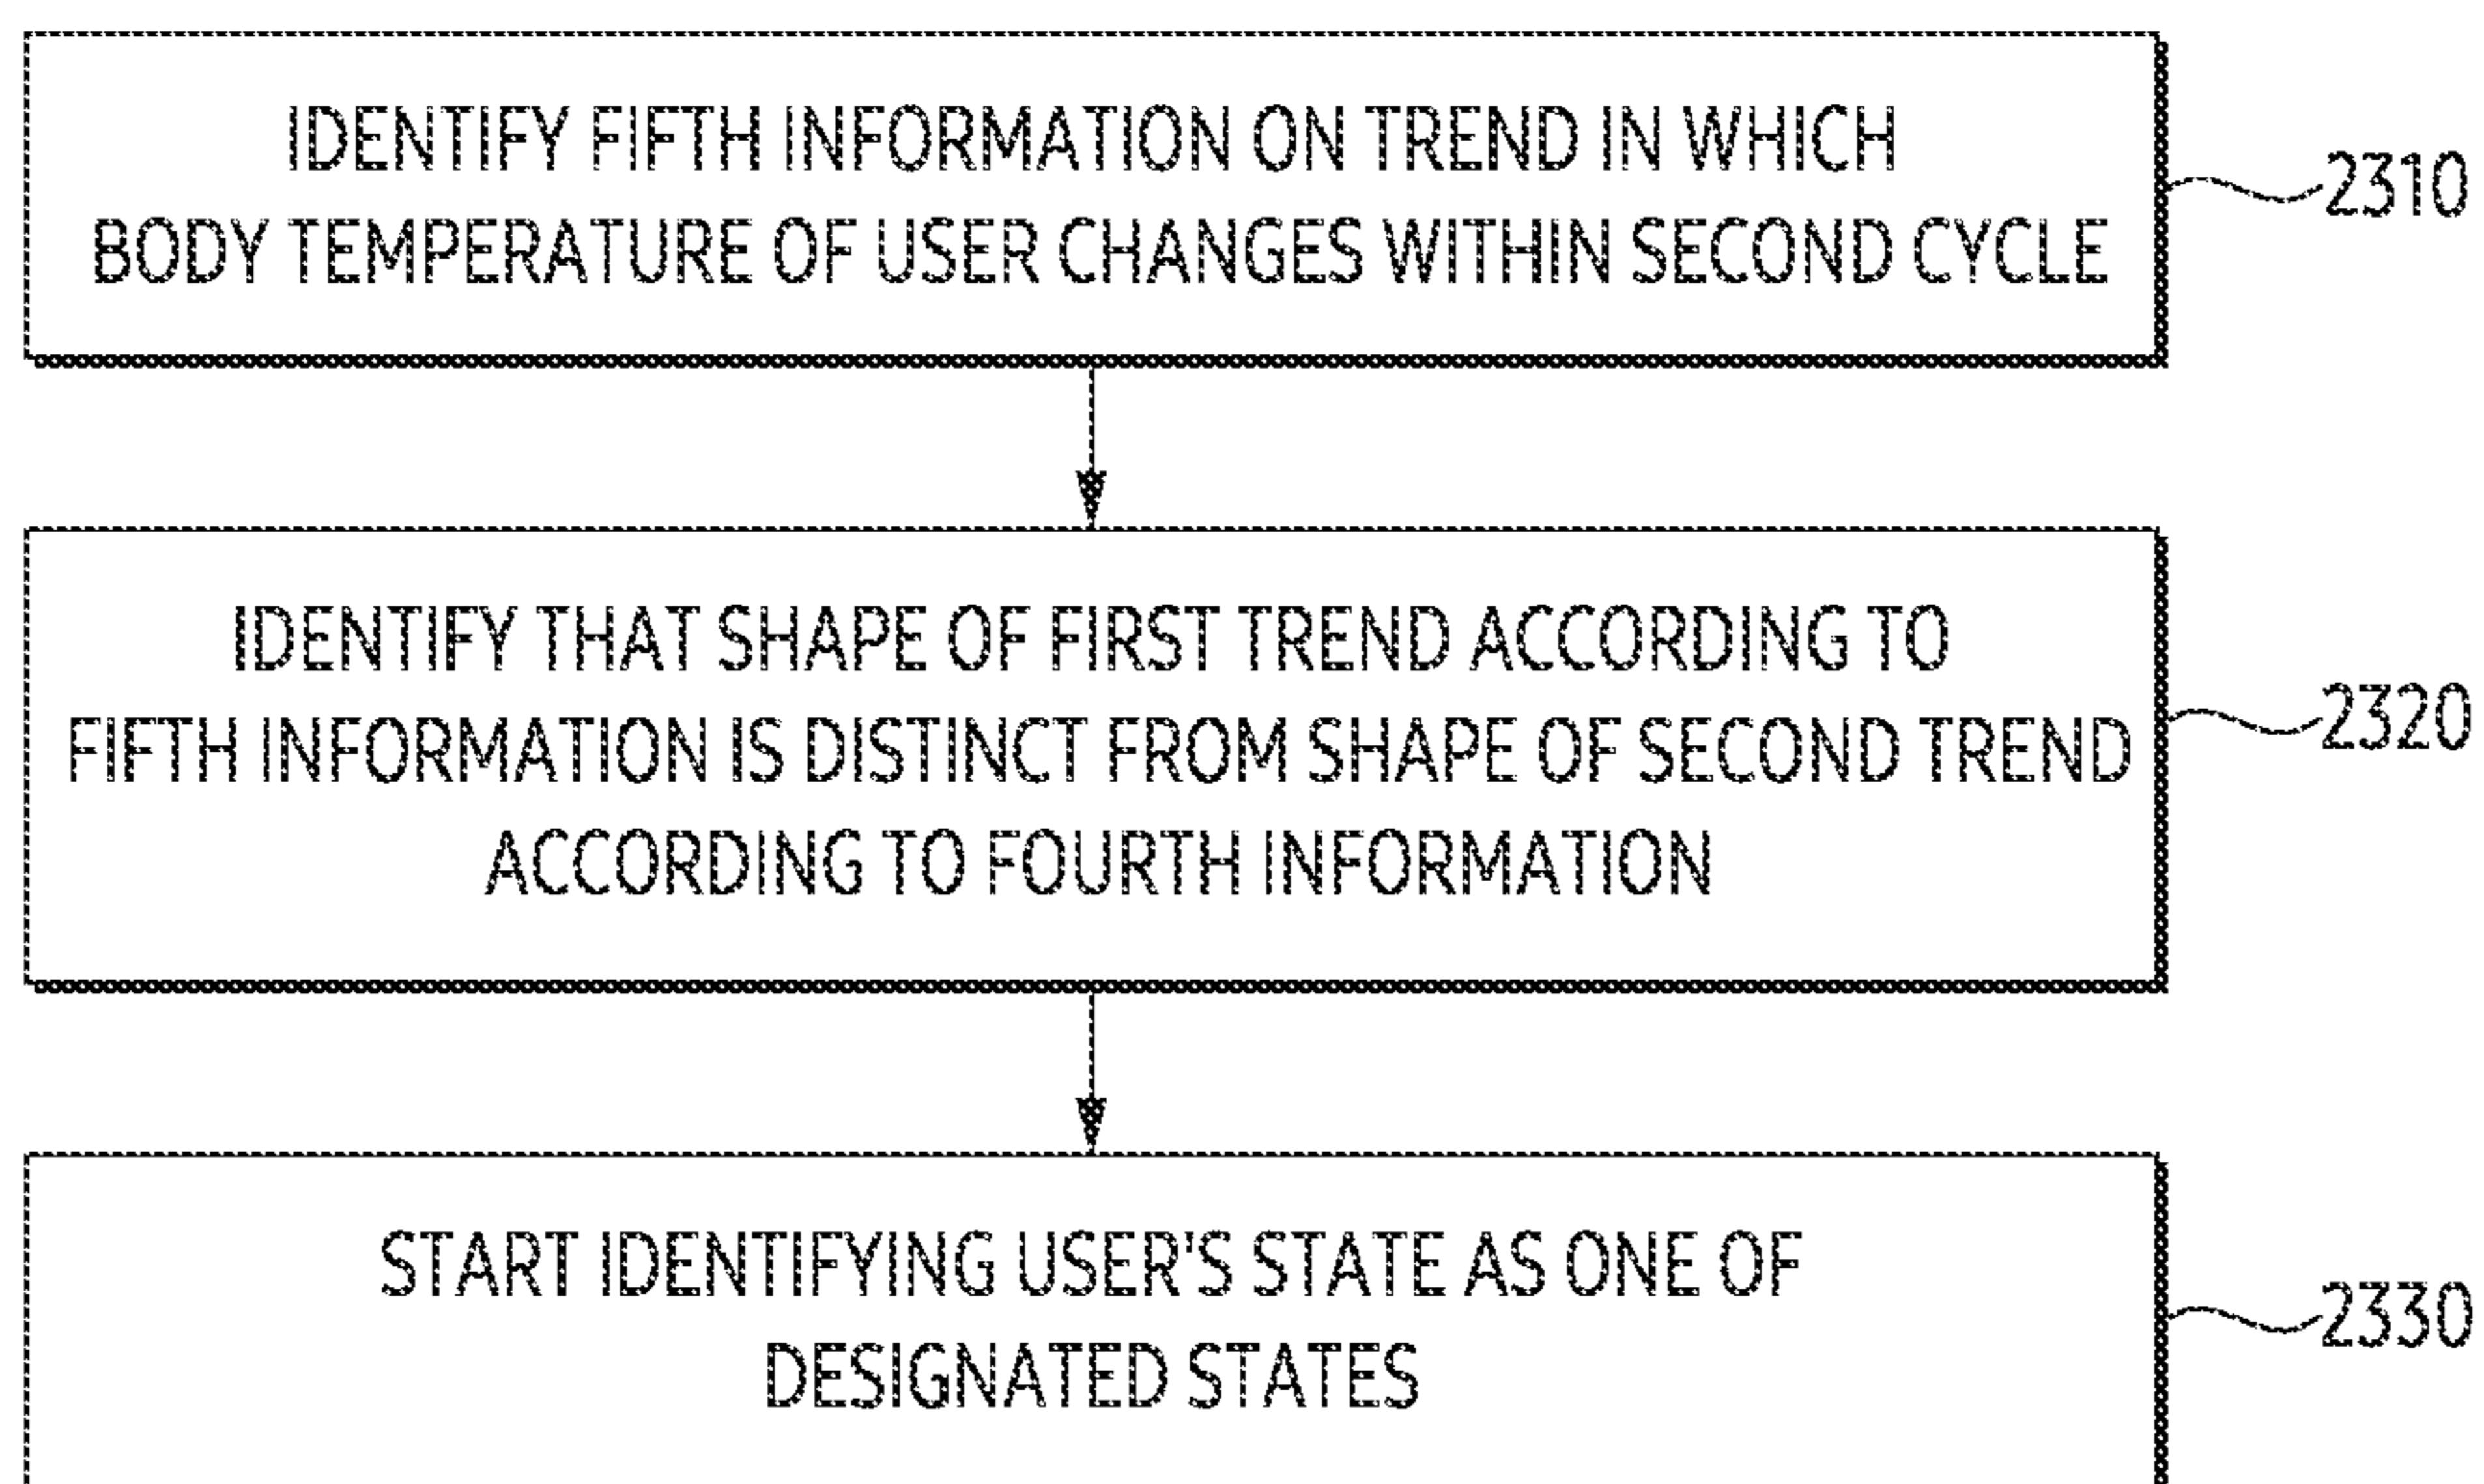 IDENTIFY FIFTH INFORMATION ON TREND IN WHICH
BODY TEMPERATURE OF USER CHANGES WITHIN SECOND CYCLE
2310
IDENTIFY THAT SHAPE OF FIRST TREND ACCORDING TO
FIFTH INFORMATION IS DISTINCT FROM SHAPE OF SECOND TREND
ACCORDING TO FOURTH INFORMATION
2320
START IDENTIFYING USER'S STATE AS ONE OF
DESIGNATED STATES
2330